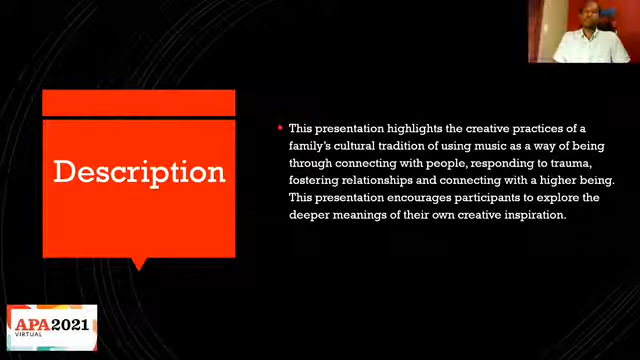 Description
This presentation highlights the creative practices of a
family's cultural tradition of using music as a way of being
through connecting with people, responding to trauma,
fostering relationships and connecting with a higher being.
This presentation encourages participants to explore the
deeper meanings of their own creative inspiration.
APA2021
VIRTUAL